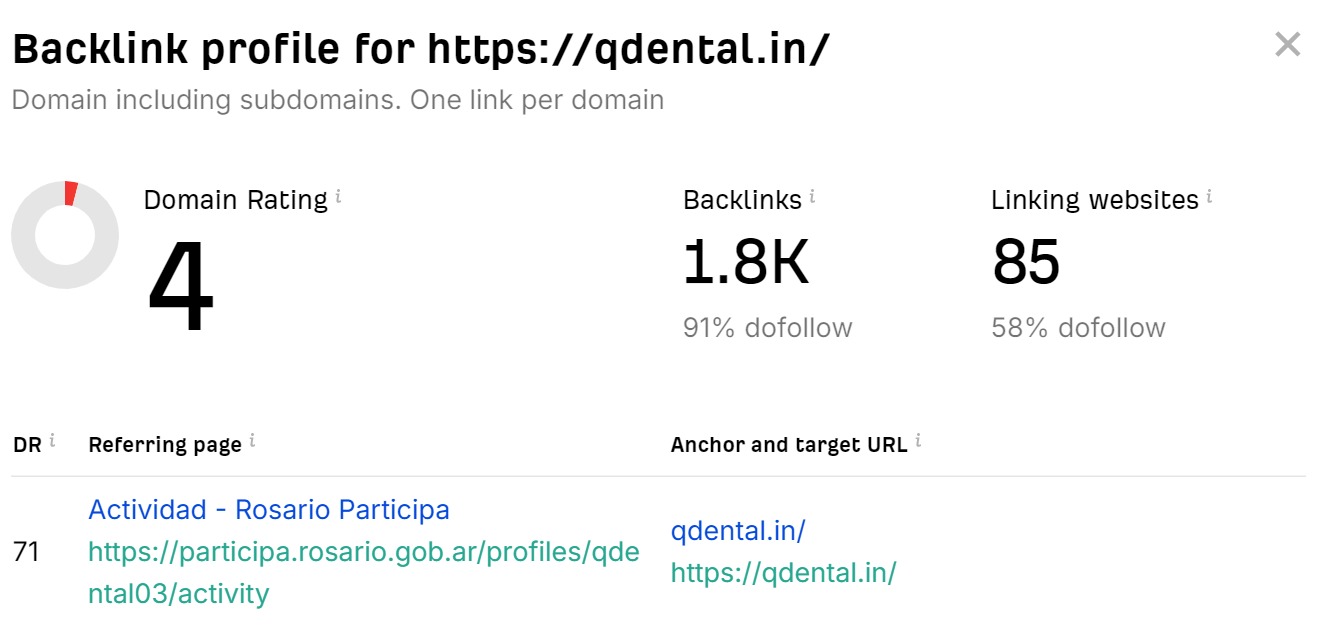 Backlink profile for https://qdental.in/
Domain including subdomains. One link per domain
Domain Rating i
4
Backlinks i
1.8K
91% dofollow
Linking websites i
85
58% dofollow
DR i Referring page i Anchor and target URL i
71
Actividad - Rosario Participa
https://participa.rosario.gob.ar/profiles/qde
ntal03/activity
qdental.in/
https://qdental.in/